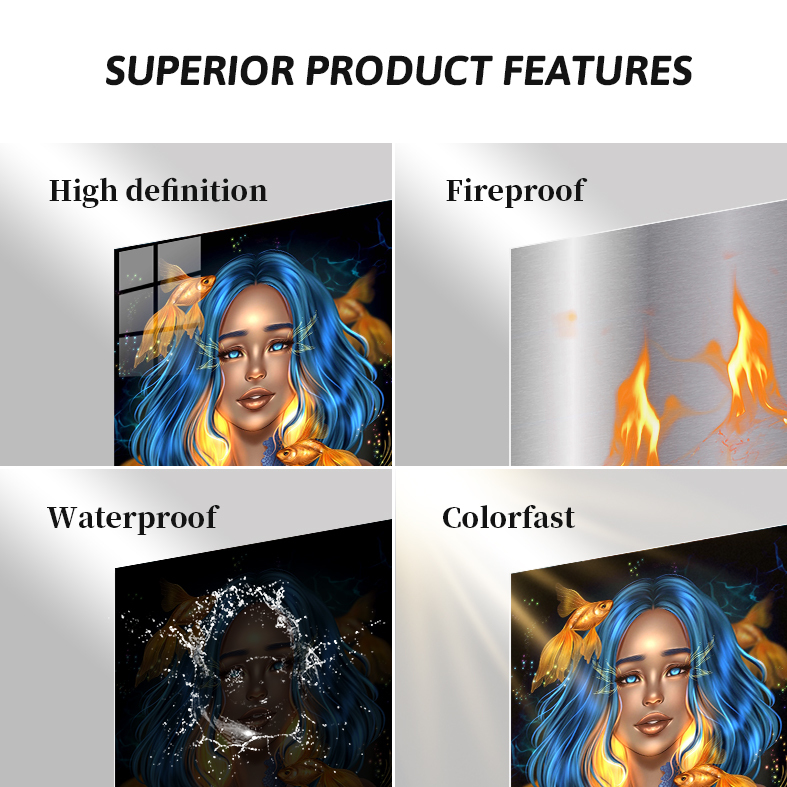 SUPERIOR PRODUCT FEATURES
High definition
Fireproof
Waterproof
Colorfast